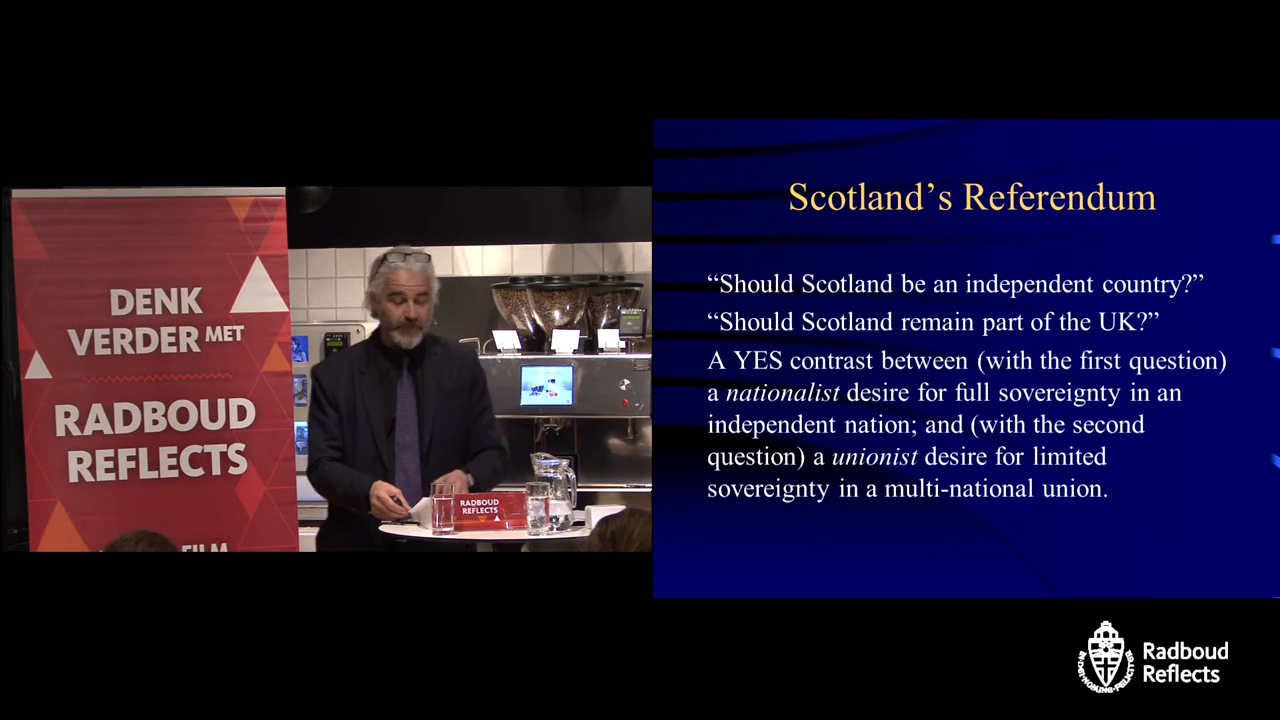 DENK
VERDER MET
RADBOUD
REFLECTS
FILM
RADBOUD
REFLECTS
Scotland’s Referendum
“Should Scotland be an independent country?”
“Should Scotland remain part of the UK?”
A YES contrast between (with the first question)
a nationalist desire for full sovereignty in an
independent nation; and (with the second
question) a unionist desire for limited
sovereignty in a multi-national union.
Radboud
Reflects